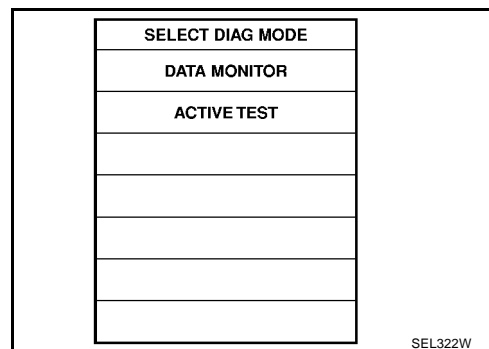 SELECT DIAG MODE
DATA MONITOR
ACTIVE TEST
SEL322W